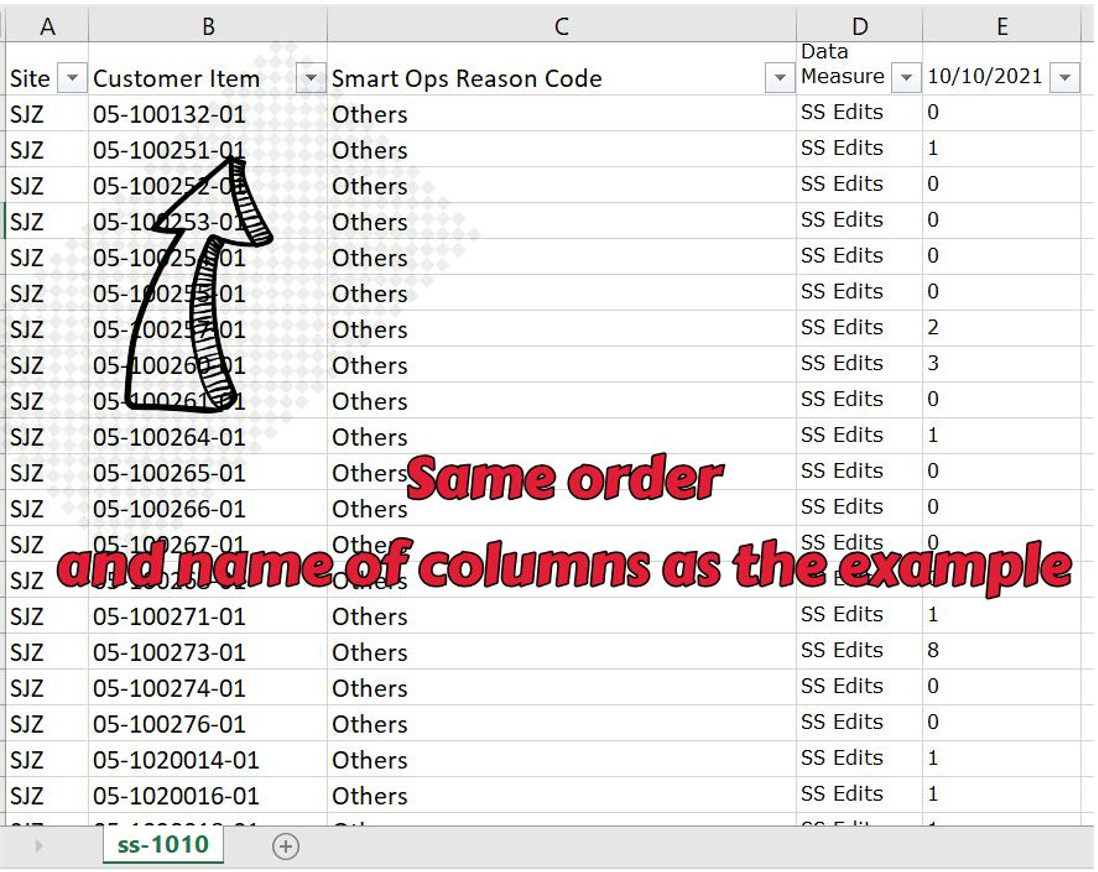 A B C D E
Data
Site Customer Item Smart Ops Reason Code Measure 10/10/2021
SJZ 05-100132-01 Others SS Edits 0
SJZ 05-100251-01 Others SS Edits 1
SJZ 05-100252-01 Others SS Edits 0
SJZ 05-100253-01 Others SS Edits 0
SJZ 05-100254-01 Others SS Edits 0
SJZ 05-100255-01 Others SS Edits 0
SJZ 05-100257-01 Others SS Edits 2
SJZ 05-100260-01 Others SS Edits 3
SJZ 05-100261-01 Others SS Edits 0
SJZ 05-100264-01 Others SS Edits 1
SJZ 05-100265-01 Others SS Edits 0
Same order
SJZ 05-100266-01 Others SS Edits 0
SJZ 05-100267-01 Others SS Edits 0
and name of columns as the example
SJZ Others SS Edits
SJZ 05-100271-01 Others SS Edits 1
SJZ 05-100273-01 Others SS Edits 8
SJZ 05-100274-01 Others SS Edits 0
SJZ 05-100276-01 Others SS Edits 0
SJZ 05-1020014-01 Others SS Edits 1
SJZ 05-1020016-01 Others SS Edits 1
ss-1010